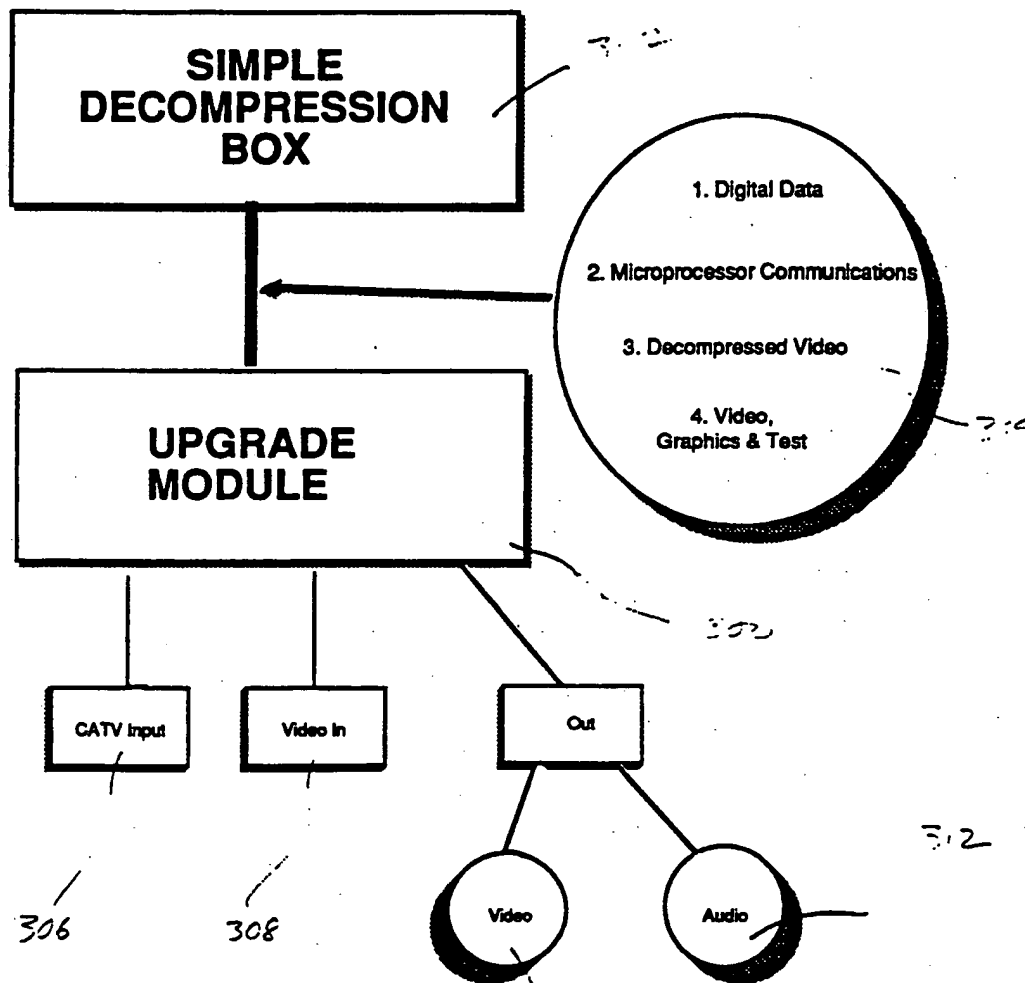 SIMPLE
DECOMPRESSION
BOX
1. Digital Data
2. Microprocessor Communications
3. Decompressed Video
4. Video,
Graphics & Test
UPGRADE
MODULE
CATV Input
Video In
Out
312
306
308
Video
Audio